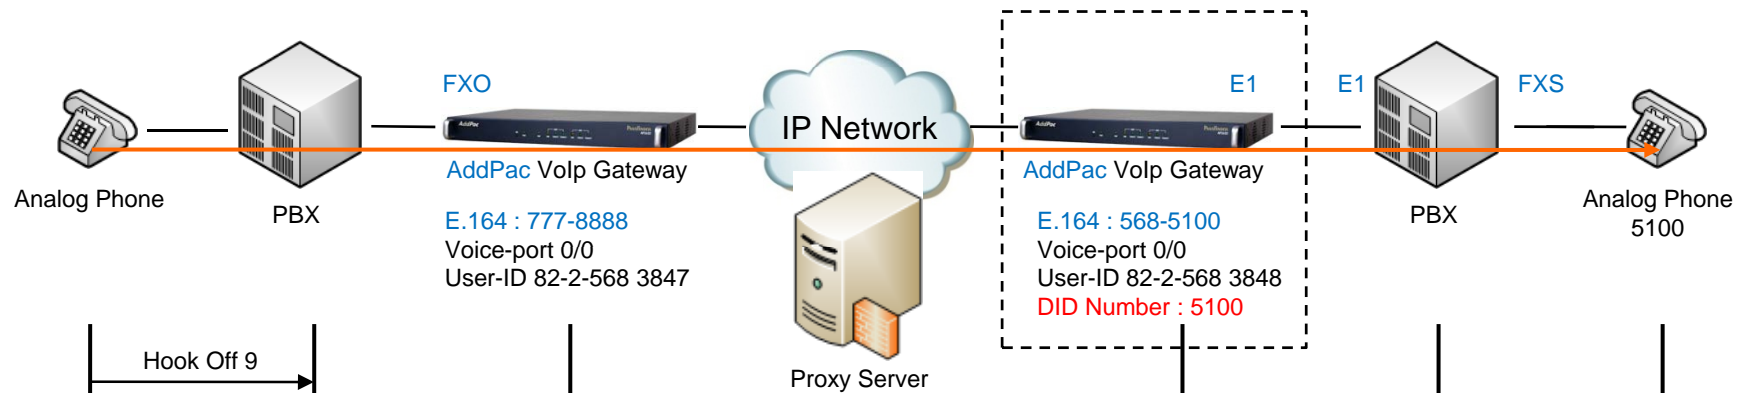 FXO
E1
E1
FXS
AddPac
AddPac
IP Network
AddPac VoIp Gateway
AddPac VoIp Gateway
Analog Phone
PBX
PBX
Analog Phone
5100
E.164 : 777-8888
Voice-port 0/0
User-ID 82-2-568 3847
E.164 : 568-5100
Voice-port 0/0
User-ID 82-2-568 3848
DID Number : 5100
Hook Off 9
Proxy Server